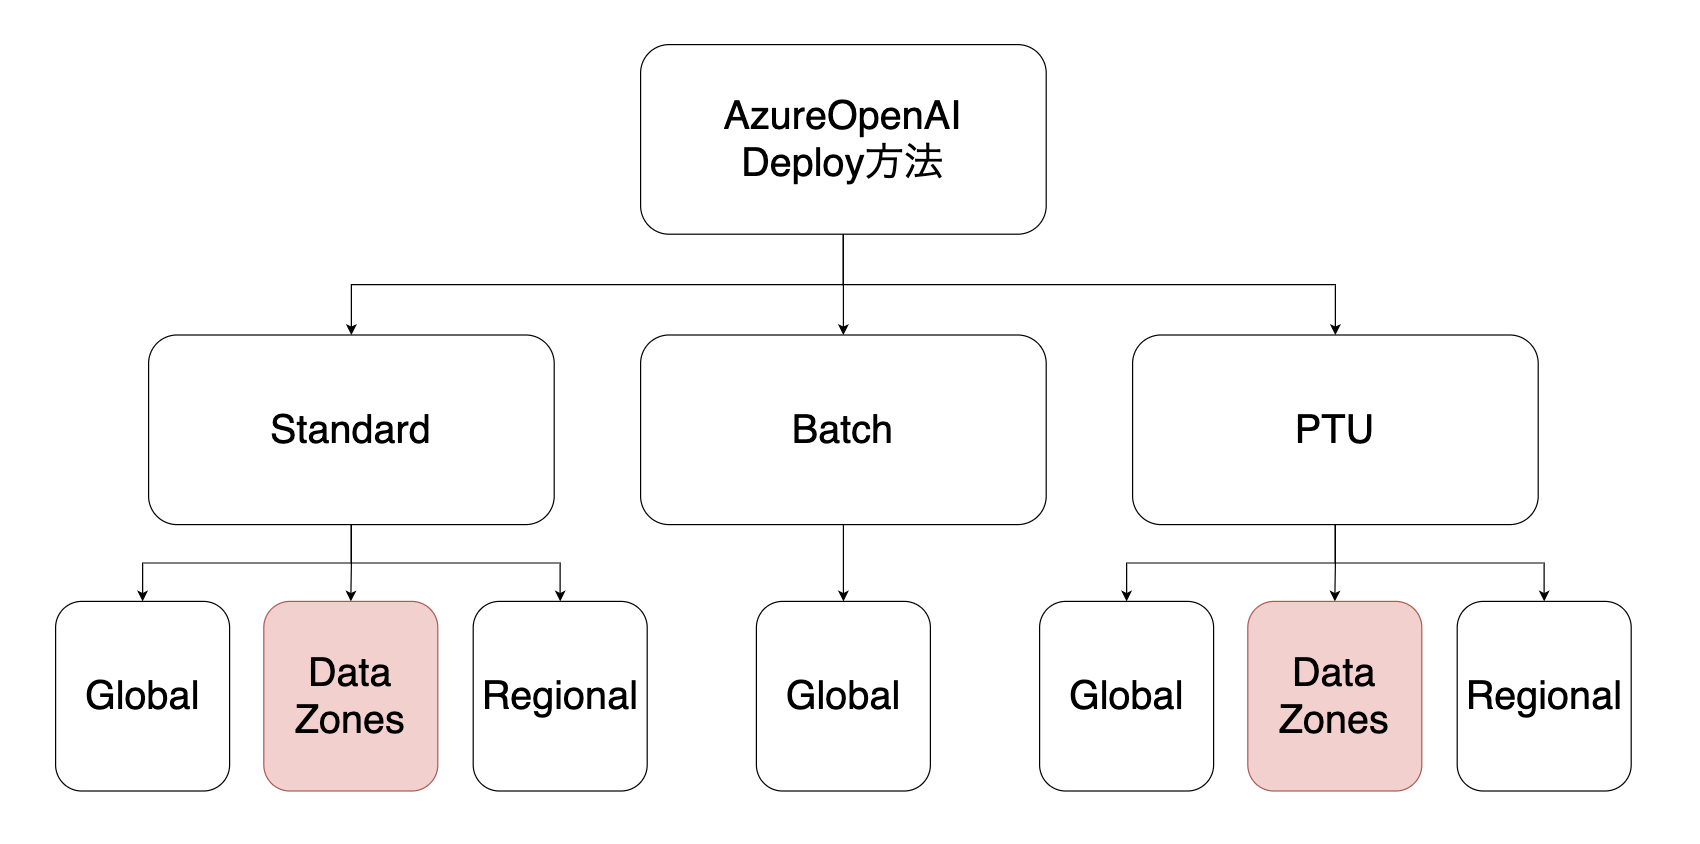 AzureOpenAI
Deploy方法
Standard
Batch
PTU
Global
Data
Zones
Regional
Global
Global
Data
Zones
Regional